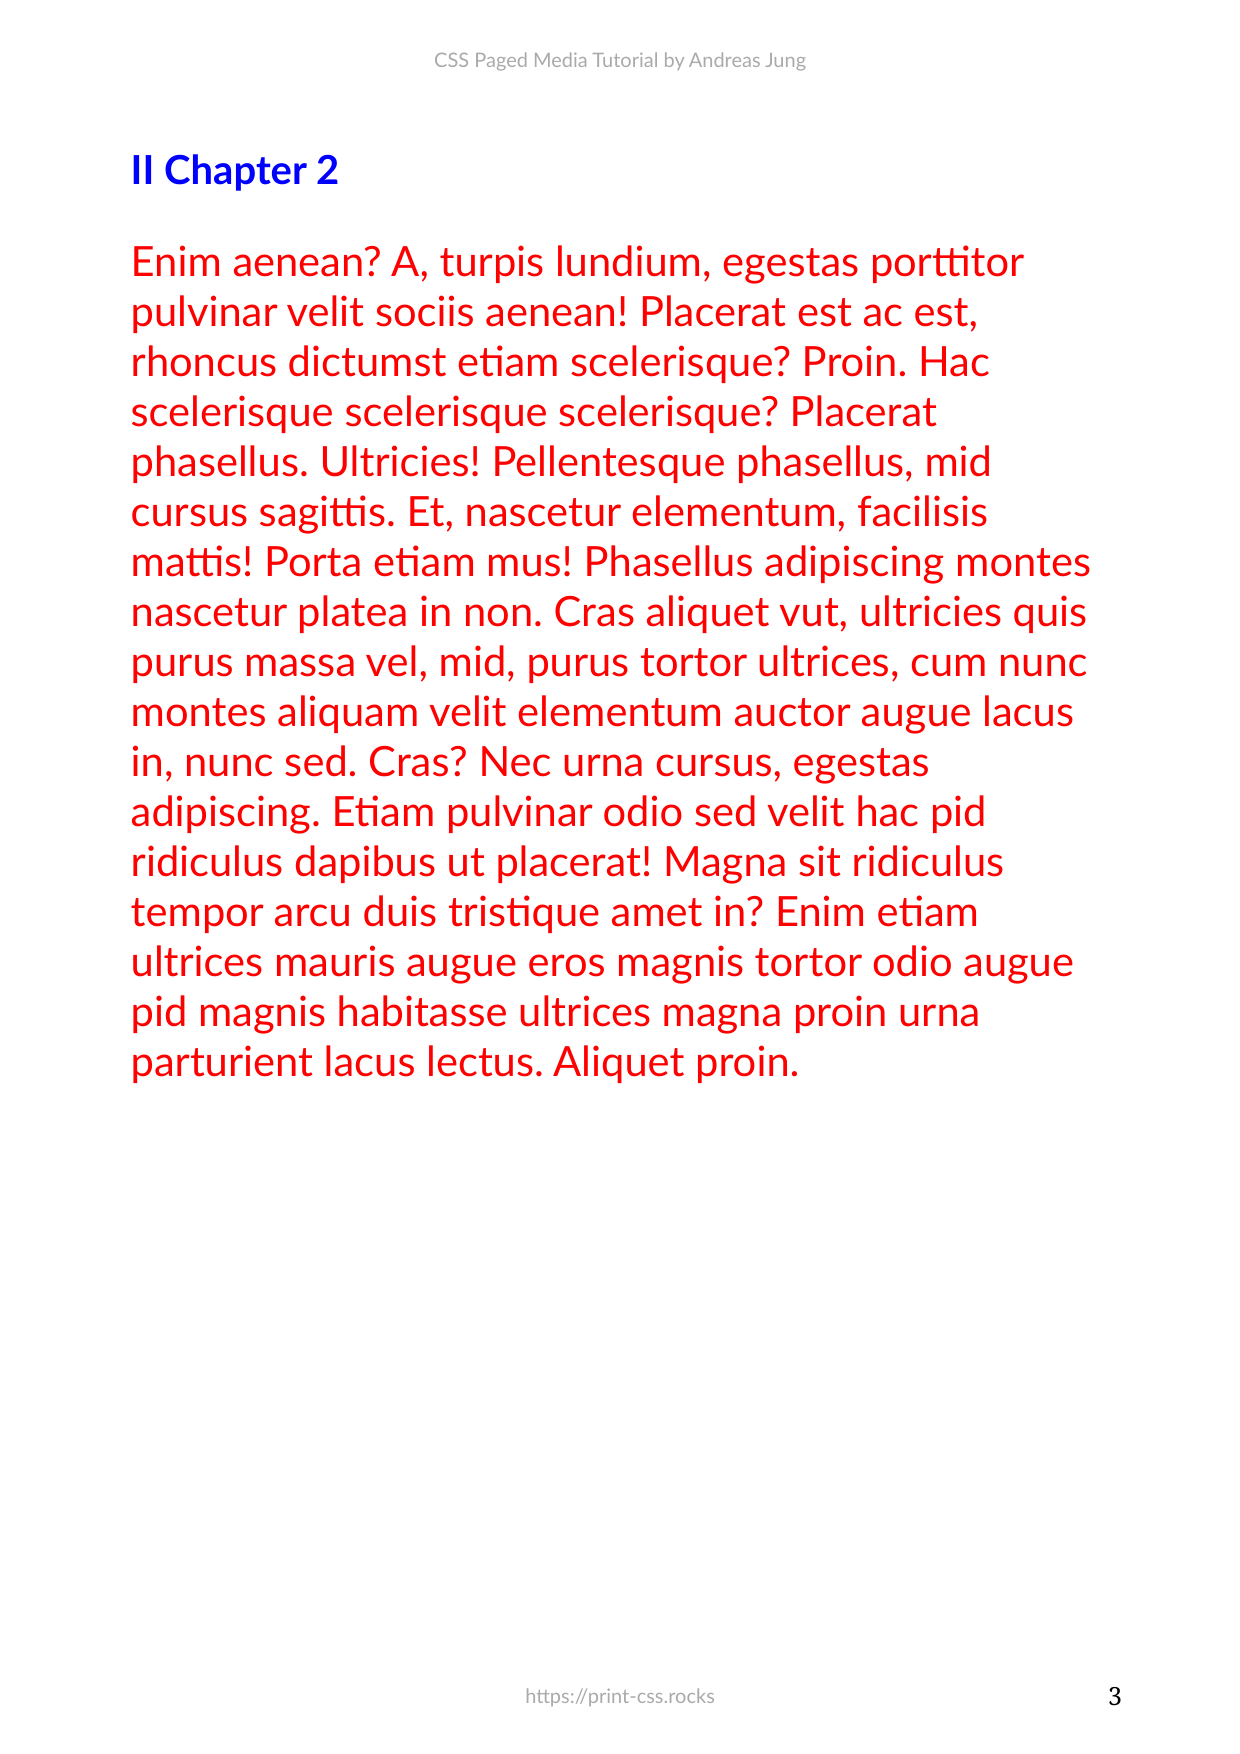 CSS Paged Media Tutorial by Andreas Jung
II Chapter 2
Enim aenean? A, turpis lundium, egestas porttitor
pulvinar velit sociis aenean! Placerat est ac est,
rhoncus dictumst etiam scelerisque? Proin. Hac
scelerisque scelerisque scelerisque? Placerat
phasellus. Ultricies! Pellentesque phasellus, mid
cursus sagittis. Et, nascetur elementum, facilisis
mattis! Porta etiam mus! Phasellus adipiscing montes
nascetur platea in non. Cras aliquet vut, ultricies quis
purus massa vel, mid, purus tortor ultrices, cum nunc
montes aliquam velit elementum auctor augue lacus
in, nunc sed. Cras? Nec urna cursus, egestas
adipiscing. Etiam pulvinar odio sed velit hac pid
ridiculus dapibus ut placerat! Magna sit ridiculus
tempor arcu duis tristique amet in? Enim etiam
ultrices mauris augue eros magnis tortor odio augue
pid magnis habitasse ultrices magna proin urna
parturient lacus lectus. Aliquet proin.
https://print-css.rocks
3